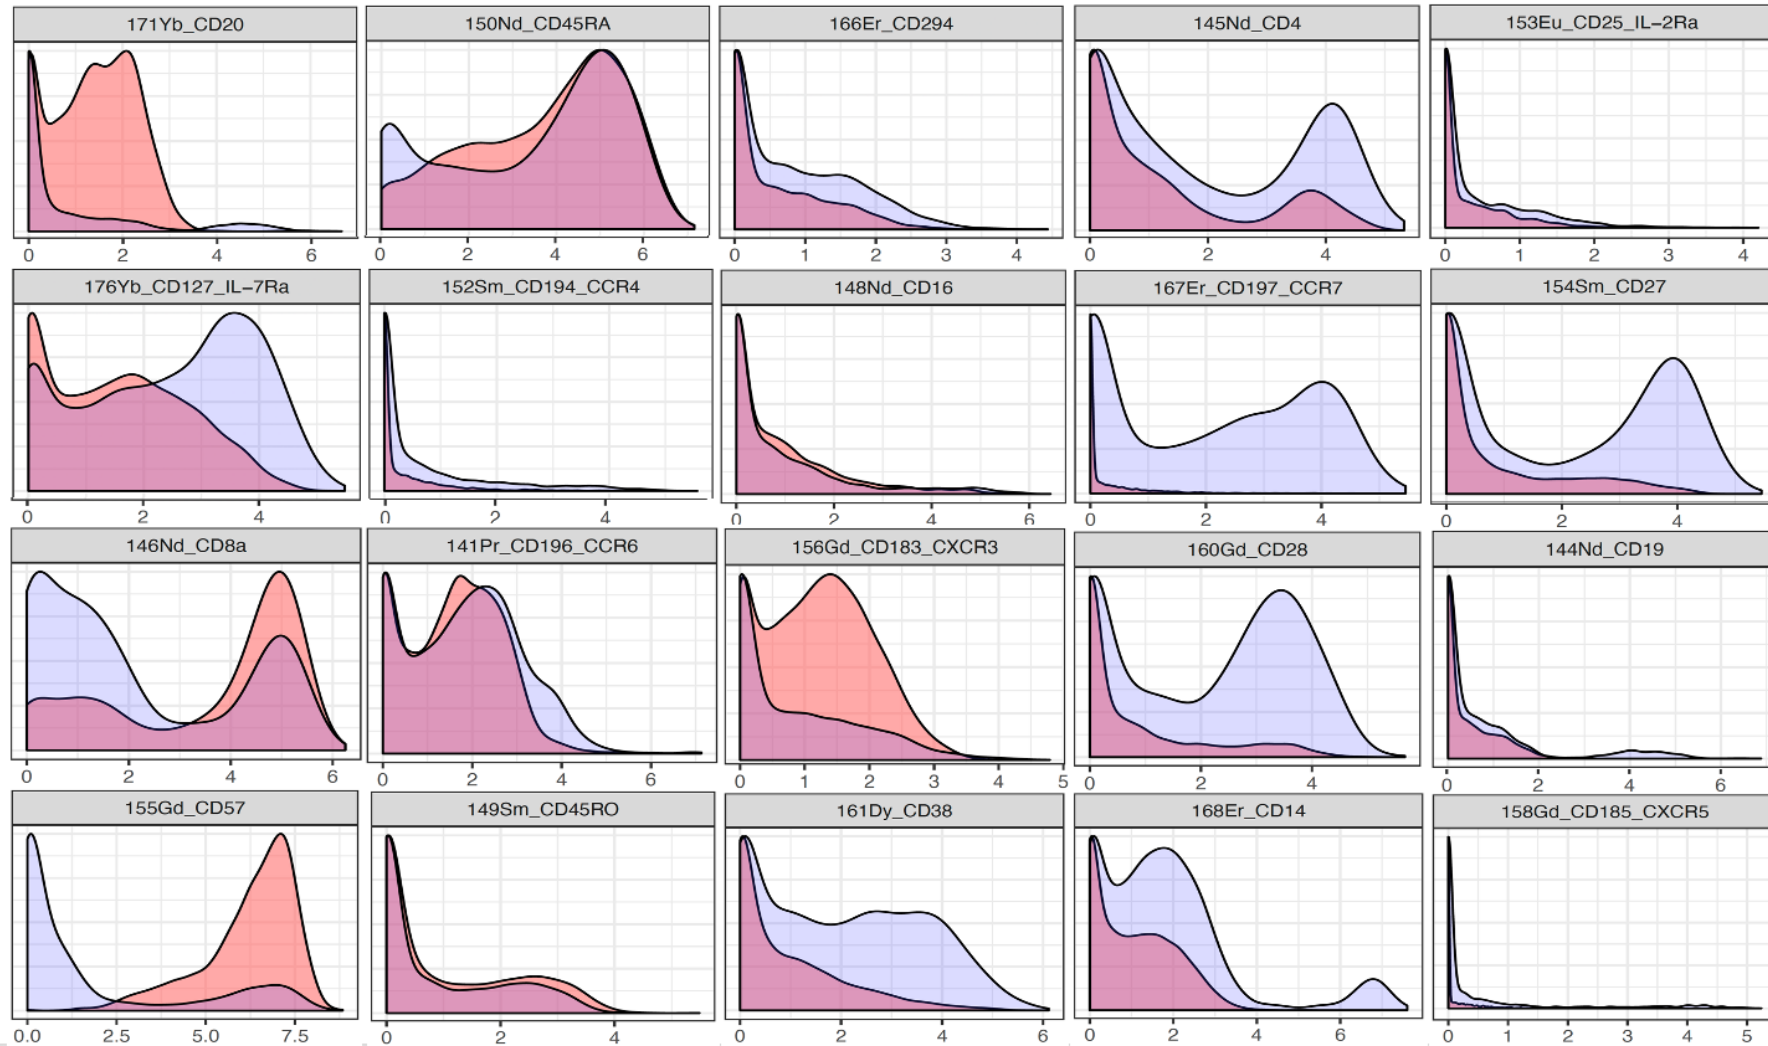 171Yb_CD20 150Nd_CD45RA 166Er_CD294 145Nd_CD4 153Eu_CD25_IL−2Ra
0 2 4 6 0 2 4 6 0 1 2 3 4 0 2 4 0 1 2 3 4
176Yb_CD127_IL−7Ra 152Sm_CD194_CCR4 148Nd_CD16 167Er_CD197_CCR7 154Sm_CD27
0 2 4 0 2 4 0 2 4 6 0 2 4 0 2 4
146Nd_CD8a 141Pr_CD196_CCR6 156Gd_CD183_CXCR3 160Gd_CD28 144Nd_CD19
0 2 4 6 0 2 4 6 0 1 2 3 4 5 0 2 4 0 2 4 6
155Gd_CD57 149Sm_CD45RO 161Dy_CD38 168Er_CD14 158Gd_CD185_CXCR5
0.0 2.5 5.0 7.5 0 2 4 0 2 4 6 0 2 4 6 0 1 2 3 4 5